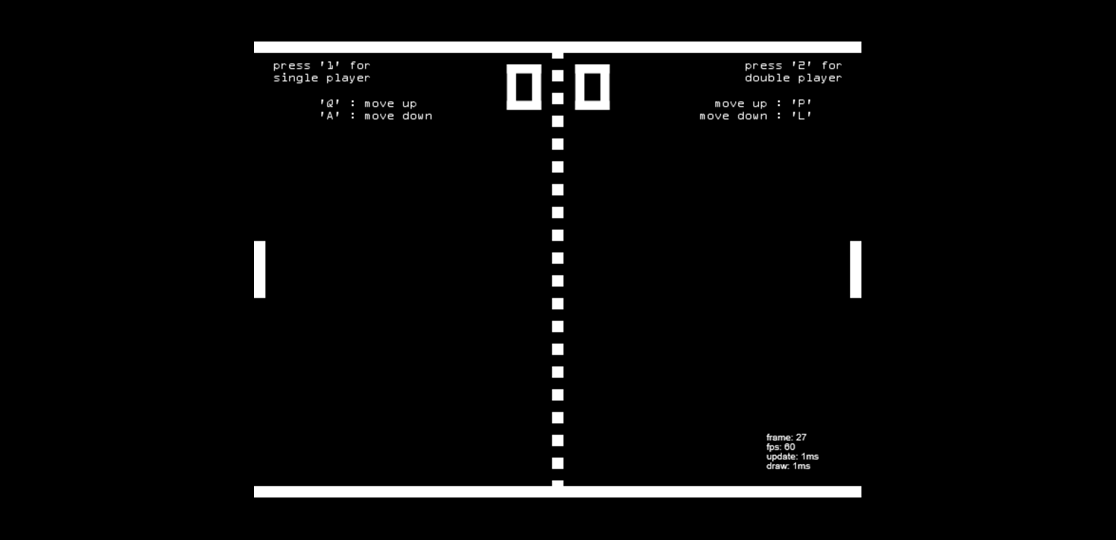 press '1' for
single player
'Q' : move up
'A' : move down
0
0
press '2' for
double player
move up : 'P'
move down : 'L'
frame: 27
fps: 60
update: 1ms
draw: 1ms